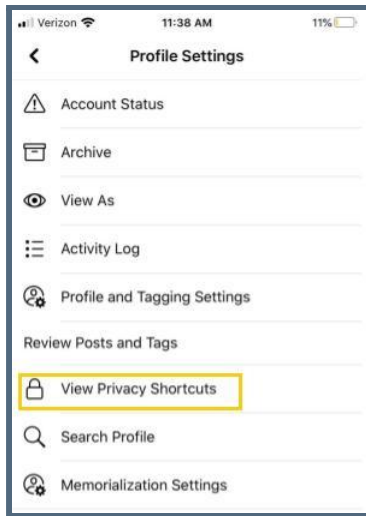 Verizon 11:38 AM 11%
Profile Settings
Account Status
Archive
View As
Activity Log
Profile and Tagging Settings
Review Posts and Tags
View Privacy Shortcuts
Search Profile
Memorialization Settings